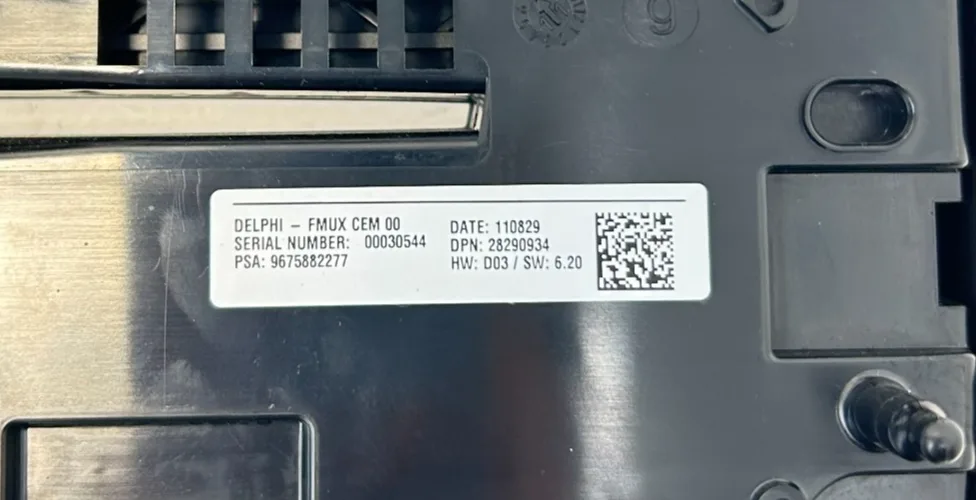 DELPHI – FMUX CEM 00
SERIAL NUMBER: 00030544
PSA: 9675882277
DATE: 110829
DPN: 28290934
HW: D03 / SW: 6.20